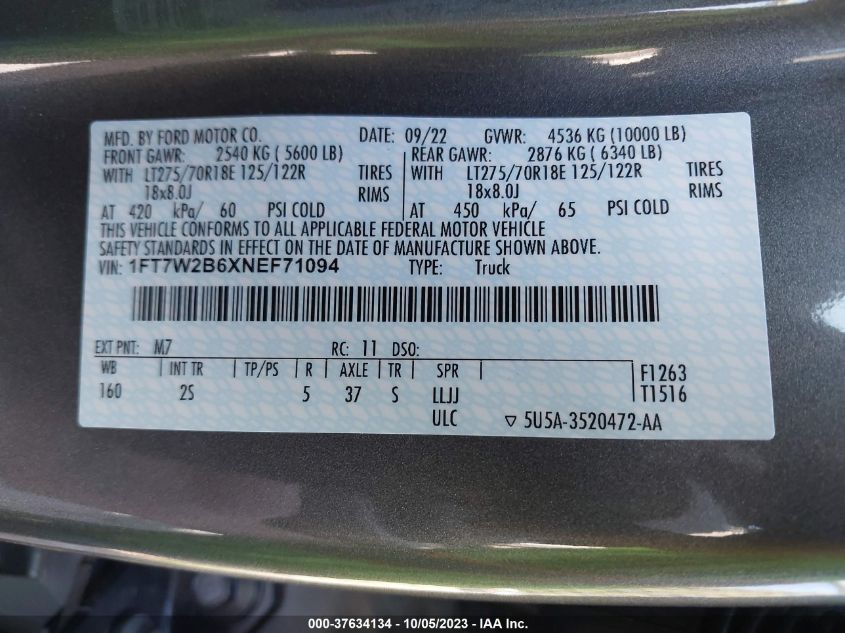 MFD. BY FORD MOTOR CO. DATE: 09/22 GVWR: 4536 KG (10000 LB)
FRONT GAWR: 2540 KG ( 5600 LB) REAR GAWR: 2876 KG ( 6340 LB)
WITH LT275/70R18E 125/122R TIRES WITH LT275/70R18E 125/122R TIRES
18x8.0J RIMS 18x8.0J RIMS
AT 420 kPa/ 60 PSI COLD AT 450 kPa/ 65 PSI COLD
THIS VEHICLE CONFORMS TO ALL APPLICABLE FEDERAL MOTOR VEHICLE
SAFETY STANDARDS IN EFFECT ON THE DATE OF MANUFACTURE SHOWN ABOVE.
VIN: 1FT7W2B6XNEF71094 TYPE: Truck
EXT PNT: M7 RC: 11 DSO:
WB INT TR TP/PS R AXLE TR SPR F1263
160 2S 5 37 S LLJJ T1516
ULC ▽ 5U5A-3520472-AA
000-37634134 - 10/05/2023 - IAA Inc.